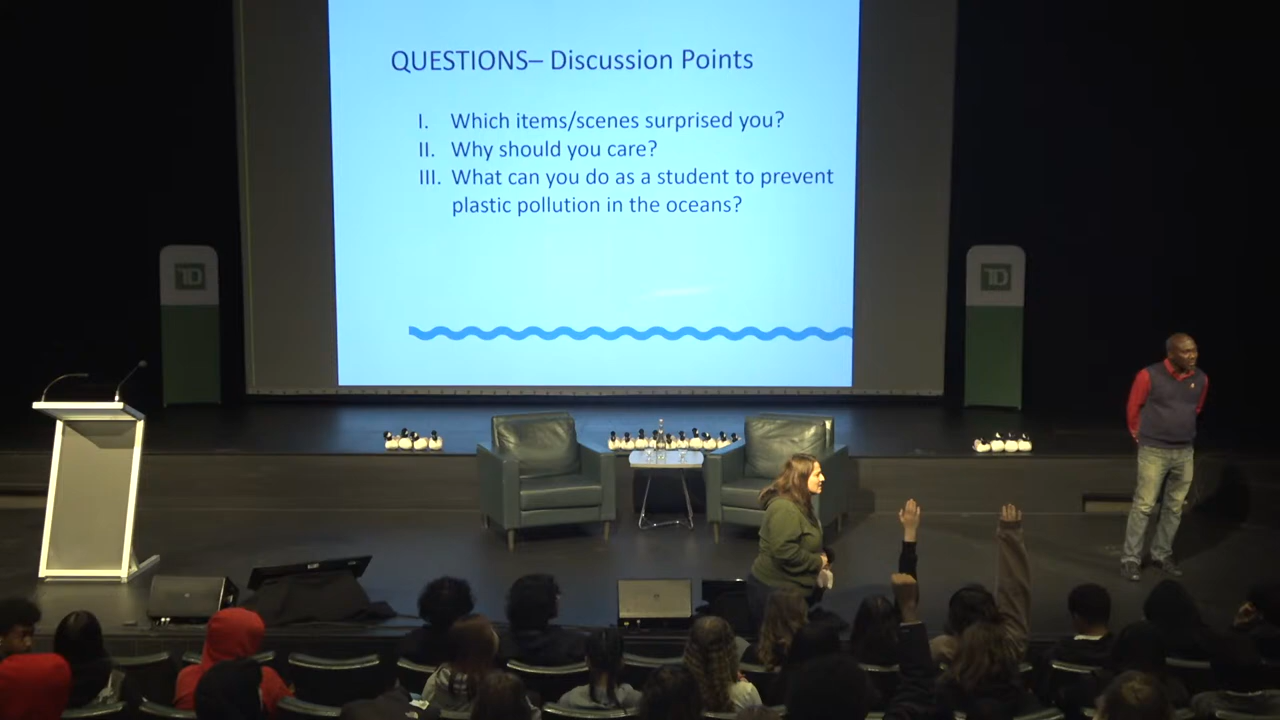 QUESTIONS– Discussion Points
I. Which items/scenes surprised you?
II. Why should you care?
III. What can you do as a student to prevent
plastic pollution in the oceans?
TD
TD